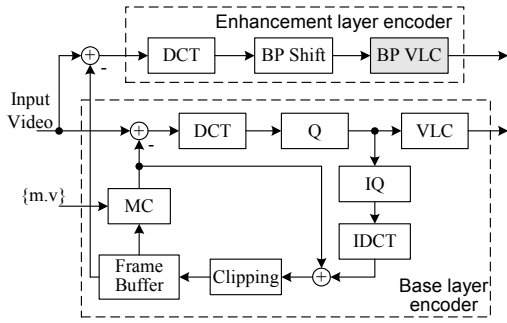 Enhancement layer encoder
+
-
DCT
BP Shift
BP VLC
Input
Video
+
-
DCT
Q
VLC
{m.v}
MC
IQ
IDCT
Frame
Buffer
Clipping
+
Base layer
encoder